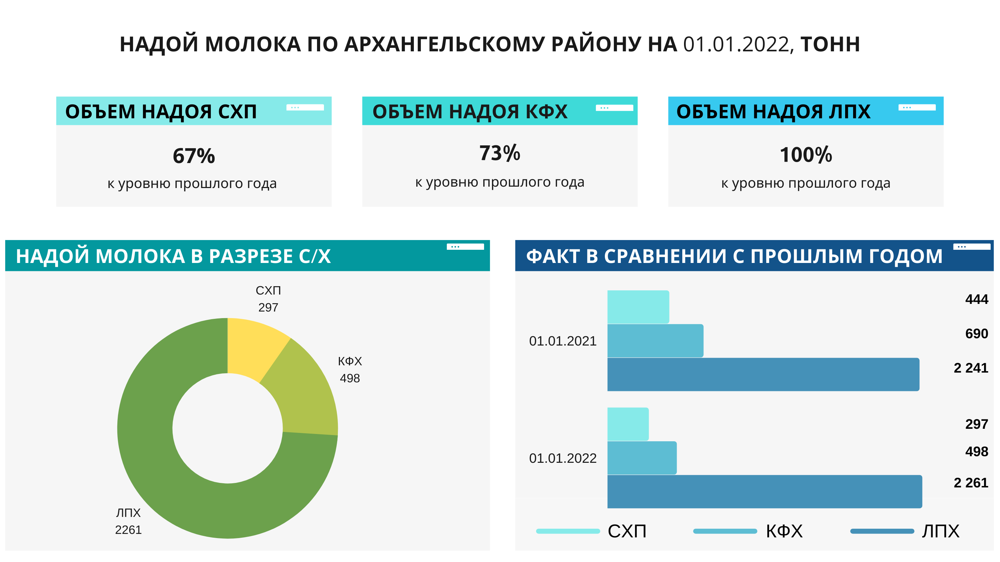 НАДОЙ МОЛОКА ПО АРХАНГЕЛЬСКОМУ РАЙОНУ НА 01.01.2022, ТОНН
ОБЪЕМ НАДОЯ СХП
67%
к уровню прошлого года
ОБЪЕМ НАДОЯ КФХ
73%
к уровню прошлого года
ОБЪЕМ НАДОЯ ЛПХ
100%
к уровню прошлого года
НАДОЙ МОЛОКА В РАЗРЕЗЕ С/Х
СХП
297
КФХ
498
ЛПХ
2261
ФАКТ В СРАВНЕНИИ С ПРОШЛЫМ ГОДОМ
01.01.2021
444
690
2 241
01.01.2022
297
498
2 261
СХП
КФХ
ЛПХ